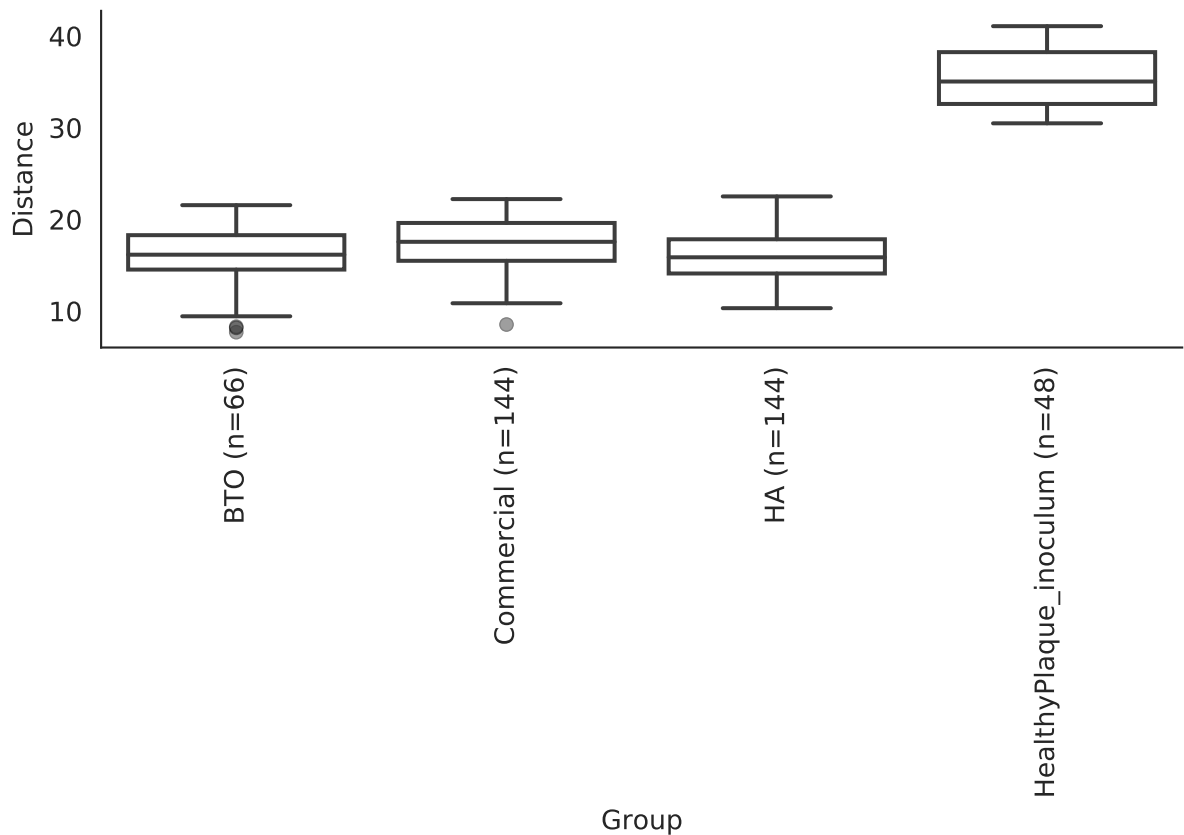 Distance
40
30
20
10
BTO (n=66)
Commercial (n=144)
HA (n=144)
HealthyPlaque_inoculum (n=48)
Group